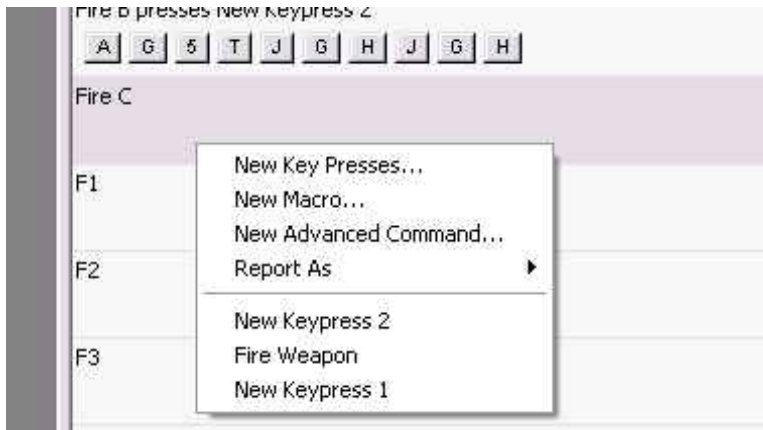 Fire B presses New Keypress 2
A G 5 T J G H J G H
Fire C
New Key Presses...
F1
New Macro...
New Advanced Command...
F2
Report As
New Keypress 2
F3
Fire Weapon
New Keypress 1